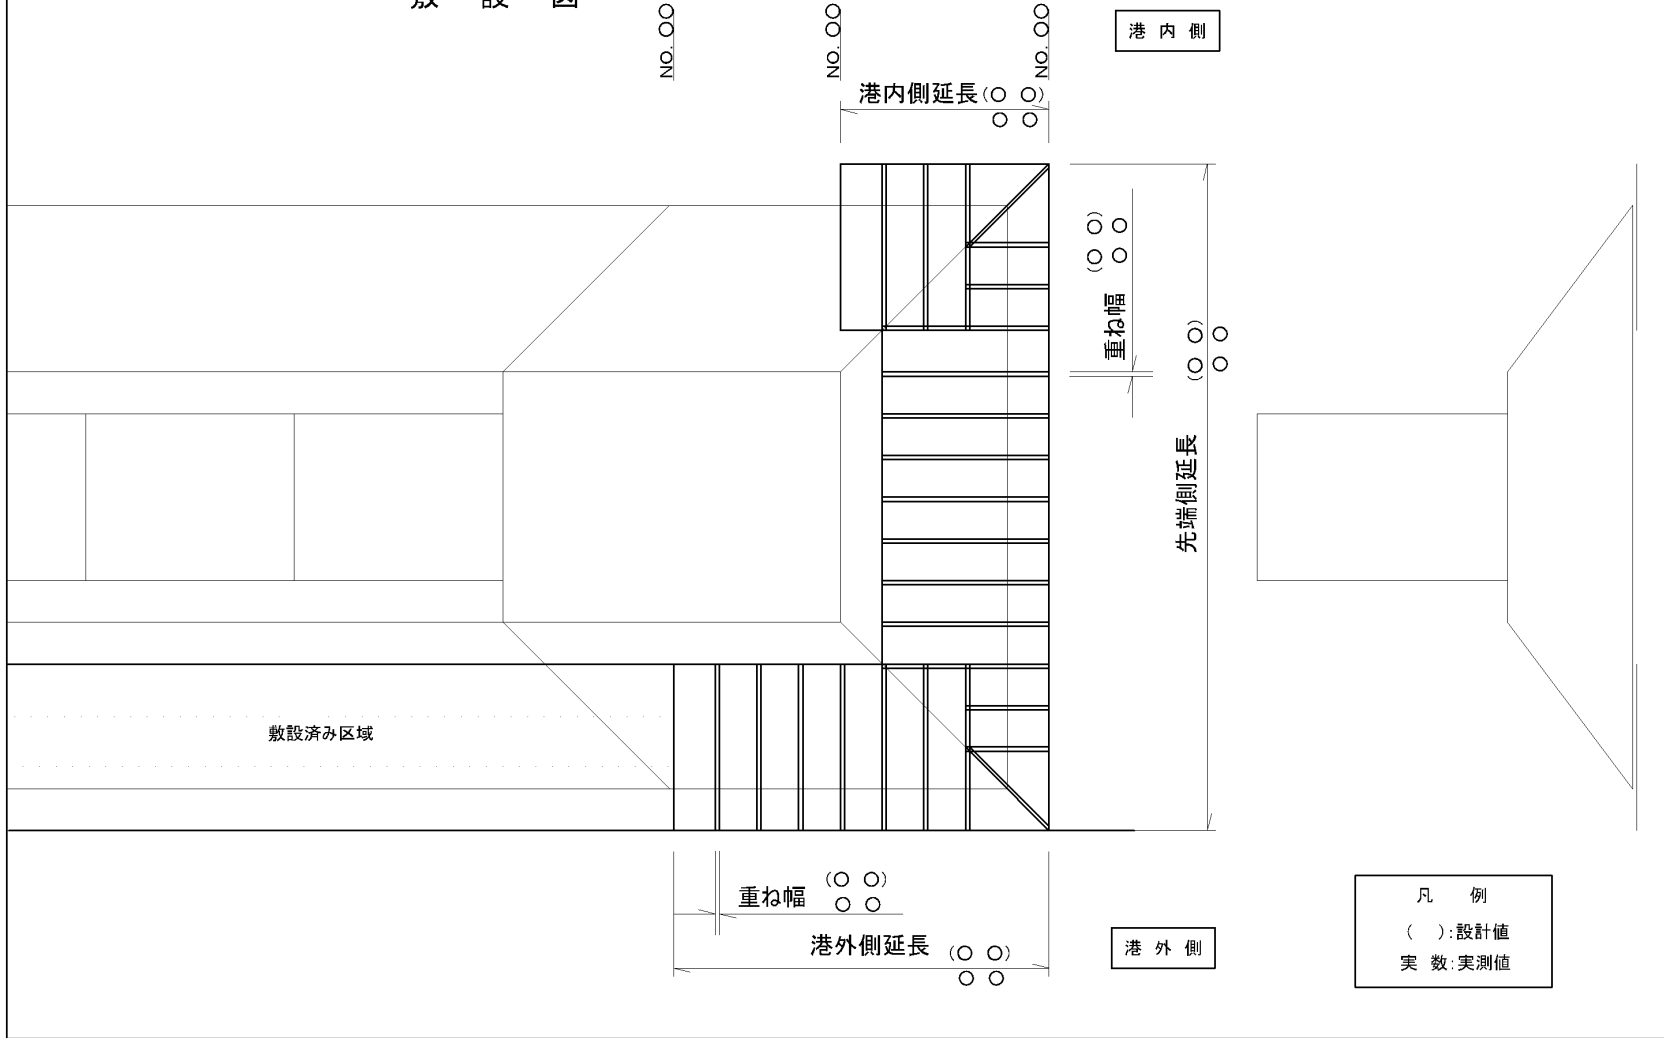 敷 設 図
NO. ○○
NO. ○○
NO. ○○
港 内 側
港内側延長(○ ○)
○ ○
重ね幅
(○ ○)
○ ○
先端側延長
(○ ○)
○ ○
敷設済み区域
重ね幅 (○ ○)
○ ○
港外側延長 (○ ○)
○ ○
港 外 側
凡 例
( ):設計値
実 数:実測値